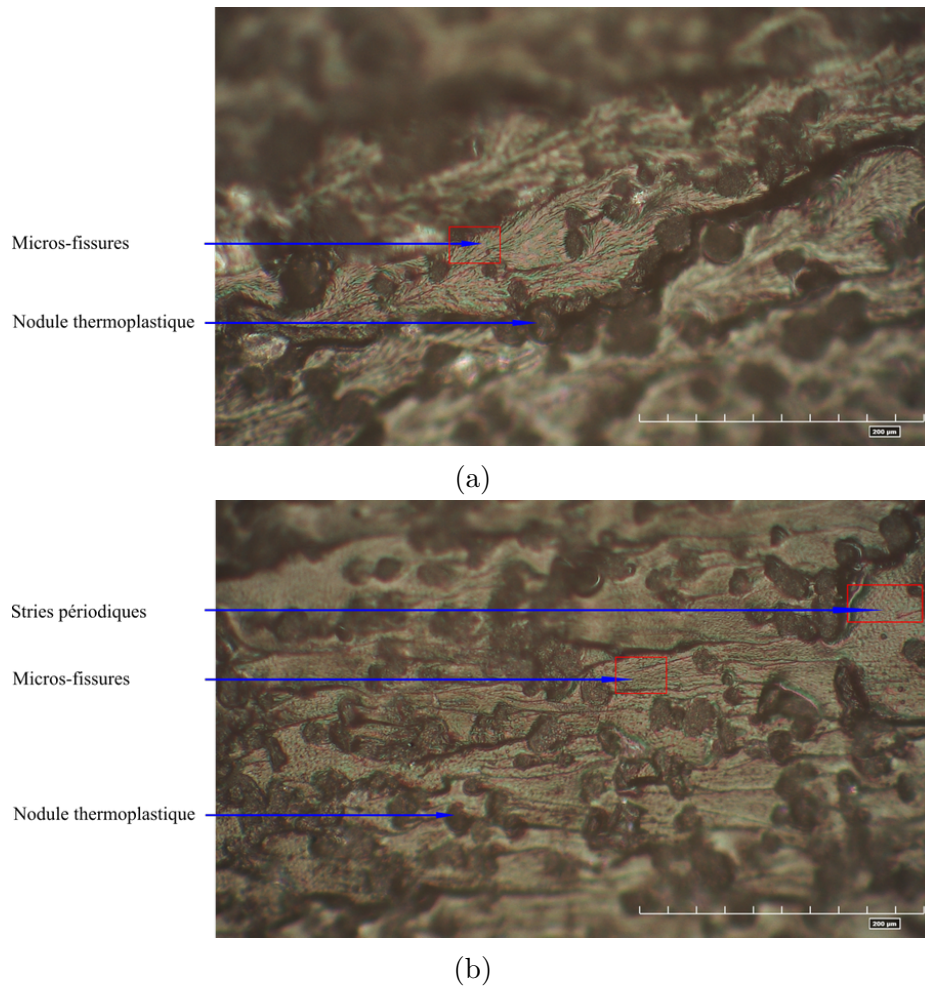 Micros-fissures
Nodule thermoplastique
200 µm
(a)
Stries périodiques
Micros-fissures
Nodule thermoplastique
200 µm
(b)